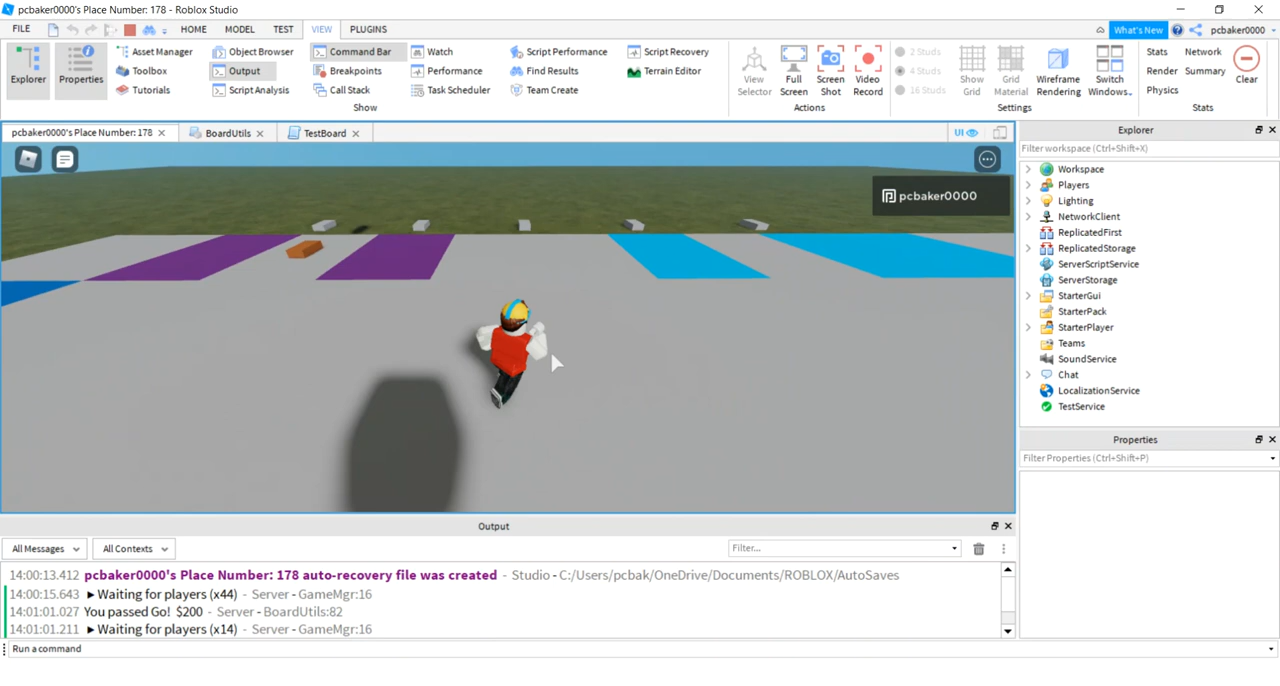 pcbaker0000's Place Number: 178 - Roblox Studio
FILE HOME MODEL TEST VIEW PLUGINS What's New pcbaker0000
Explorer
Properties
Asset Manager
Toolbox
Tutorials
Object Browser
Output
Script Analysis
Command Bar
Breakpoints
Call Stack
Watch
Performance
Task Scheduler
Script Performance
Find Results
Team Create
Script Recovery
Terrain Editor
Show
View
Selector
Full
Screen
Screen
Shot
Video
Record
Actions
2 Studs
4 Studs
16 Studs
Show
Grid
Grid
Material
Wireframe
Rendering
Switch
Windows
Settings
Stats
Render
Physics
Network
Summary
Clear
Stats
pcbaker0000's Place Number: 178 BoardUtils TestBoard UI
pcbaker0000
Explorer
Filter workspace (Ctrl+Shift+X)
Workspace
Players
Lighting
NetworkClient
ReplicatedFirst
ReplicatedStorage
ServerScriptService
ServerStorage
StarterGui
StarterPack
StarterPlayer
Teams
SoundService
Chat
LocalizationService
TestService
Properties
Filter Properties (Ctrl+Shift+P)
Output
All Messages All Contexts Filter...
14:00:13.412 pcbaker0000's Place Number: 178 auto-recovery file was created - Studio - C:/Users/pcbak/OneDrive/Documents/ROBLOX/AutoSaves
14:00:15.643 ▶ Waiting for players (x44) - Server - GameMgr:16
14:01:01.027 You passed Go! $200 - Server - BoardUtils:82
14:01:01.211 ▶ Waiting for players (x14) - Server - GameMgr:16
Run a command